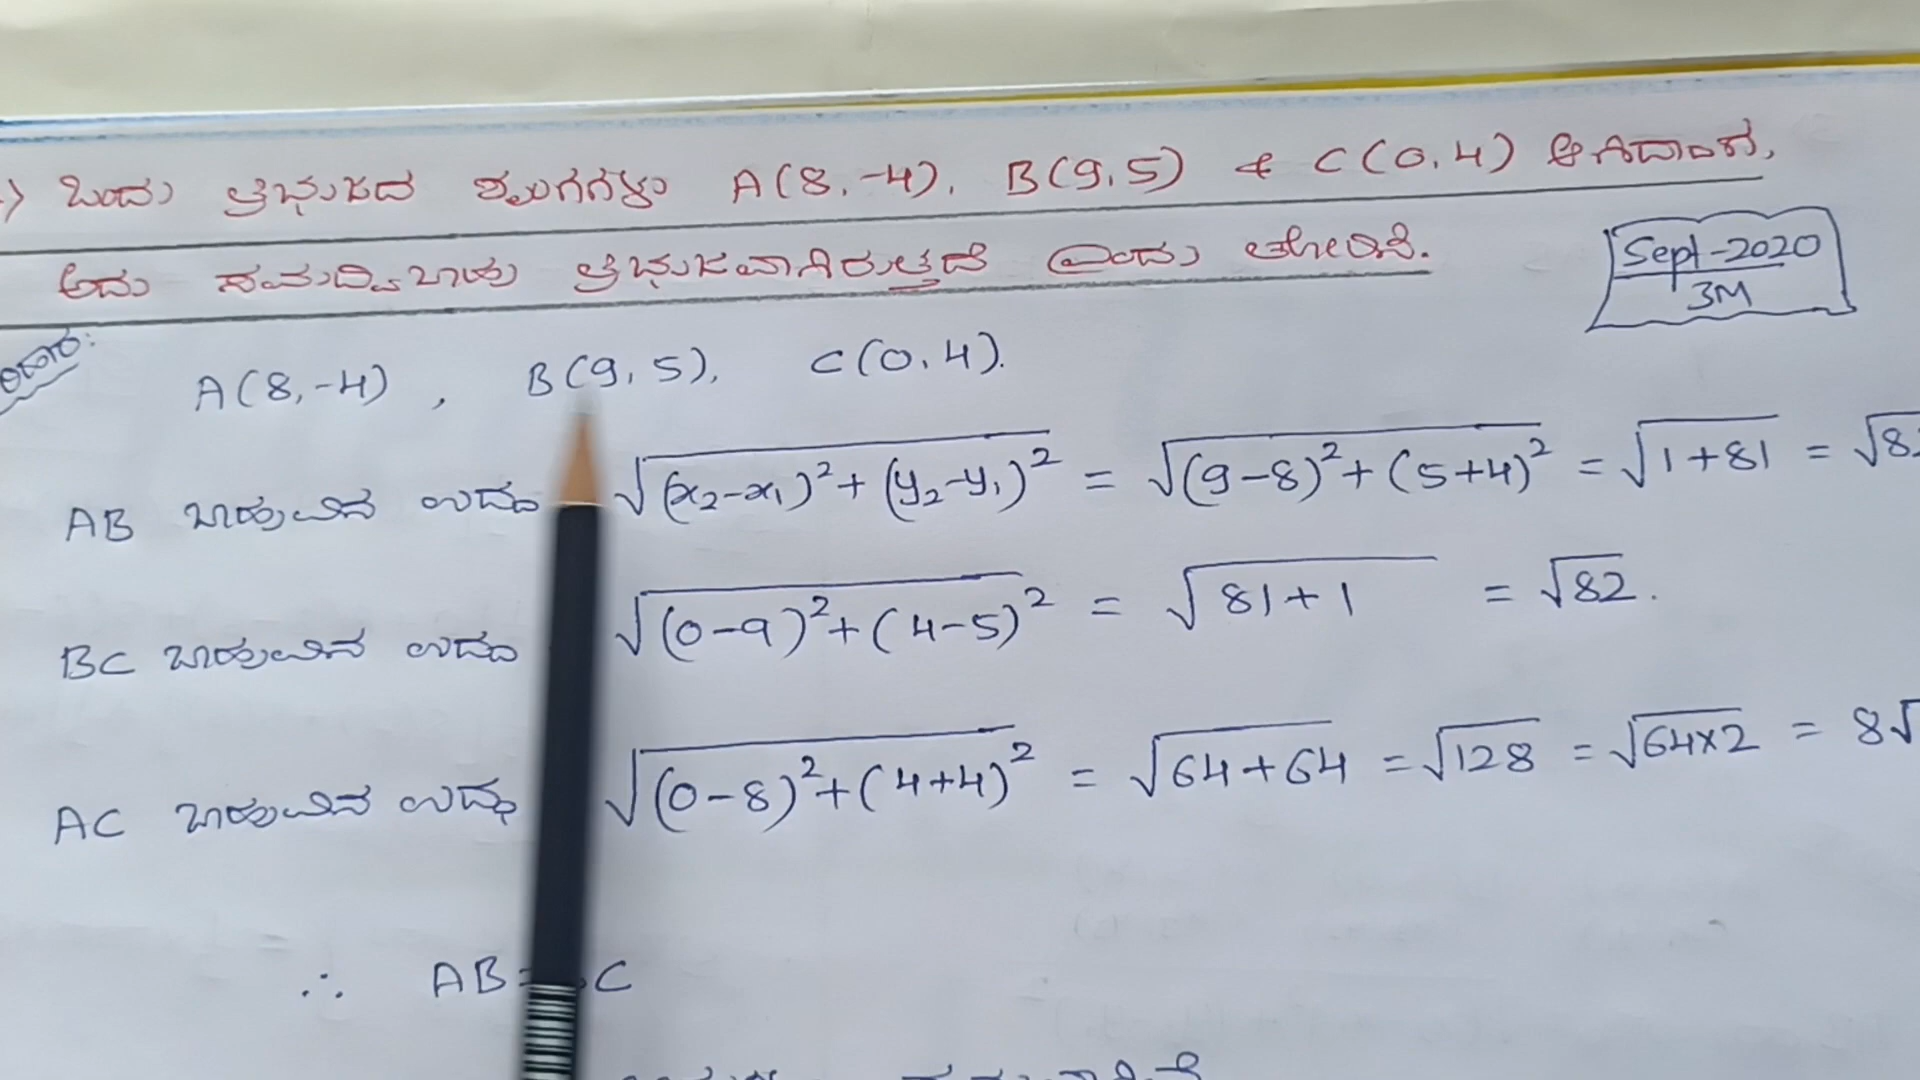 ಒಂದು ತ್ರಿಭುಜದ ಶೃಂಗಗಳು A(8,-4), B(9,5) & C(0,4) ಆಗಿದಾಂಗ,
ಅದು ಸಮದ್ವಿಬಾಹು ತ್ರಿಭುಜವಾಗಿರುತ್ತದೆ ಎಂದು ತೋರಿಸಿ.
Sept-2020
3M
A(8,-4), B(9,5), C(0,4).
AB ಬಾಹುವಿನ ಉದ್ದ √(x₂-x₁)²+(y₂-y₁)² = √(9-8)²+(5+4)² = √1+81 = √8
BC ಬಾಹುವಿನ ಉದ್ದ √(0-9)²+(4-5)² = √81+1 = √82.
AC ಬಾಹುವಿನ ಉದ್ದ √(0-8)²+(4+4)² = √64+64 = √128 = √64×2 = 8√
∴ AB= C